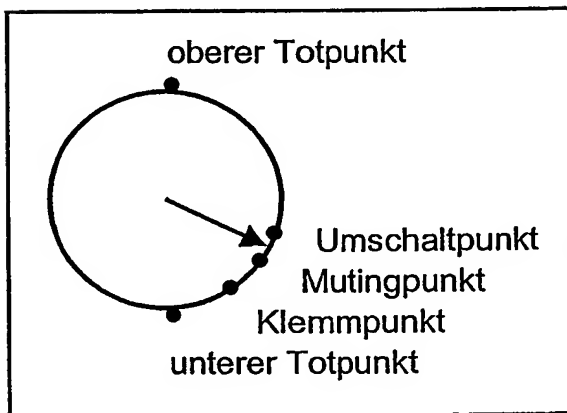 oberer Totpunkt
Umschaltpunkt
Mutingpunkt
Klemmpunkt
unterer Totpunkt